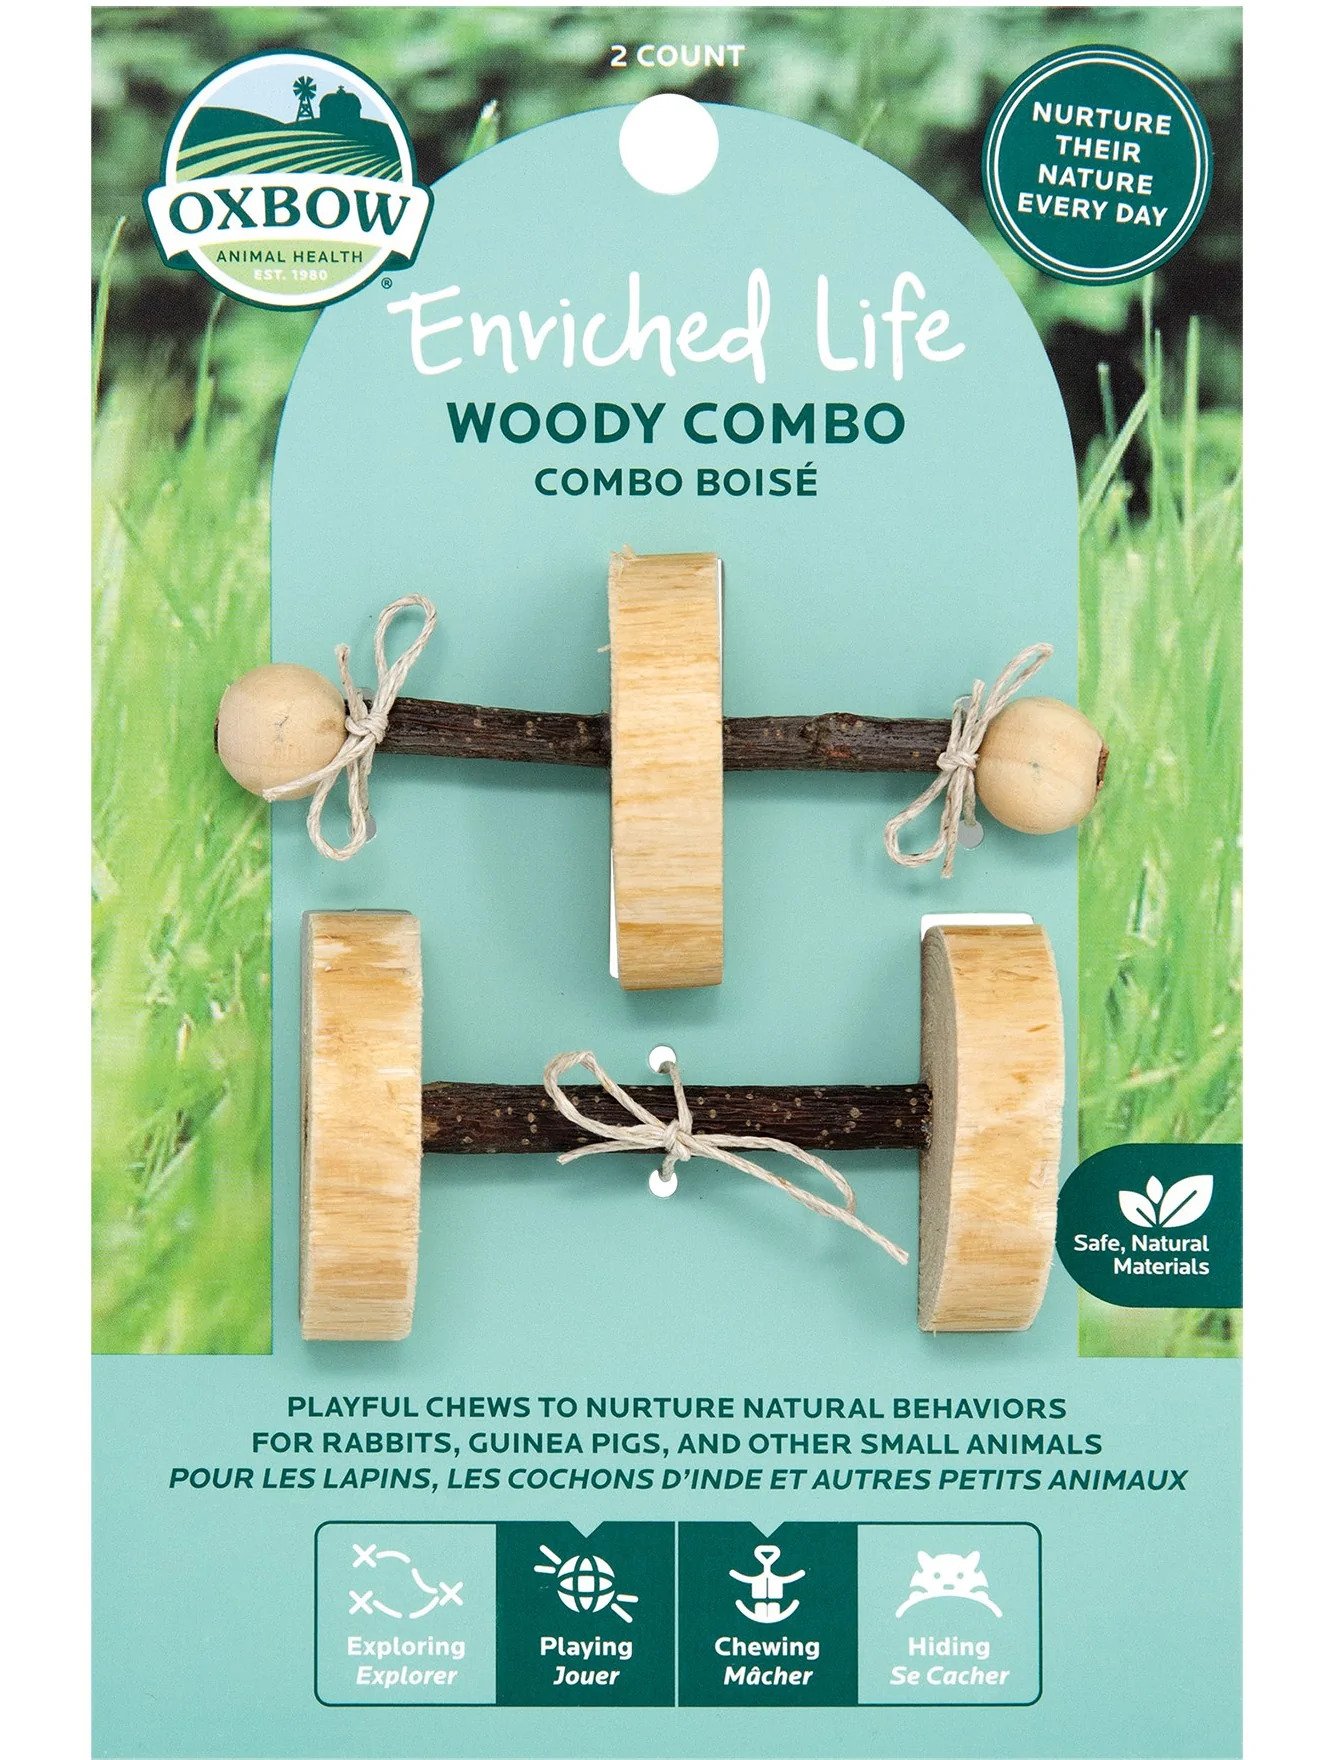 2 COUNT
OXBOW
ANIMAL HEALTH
EST. 1980
®
NURTURE
THEIR
NATURE
EVERY DAY
Enriched Life
WOODY COMBO
COMBO BOISÉ
Safe, Natural
Materials
PLAYFUL CHEWS TO NURTURE NATURAL BEHAVIORS
FOR RABBITS, GUINEA PIGS, AND OTHER SMALL ANIMALS
POUR LES LAPINS, LES COCHONS D'INDE ET AUTRES PETITS ANIMAUX
Exploring
Explorer
Playing
Jouer
Chewing
Mâcher
Hiding
Se Cacher